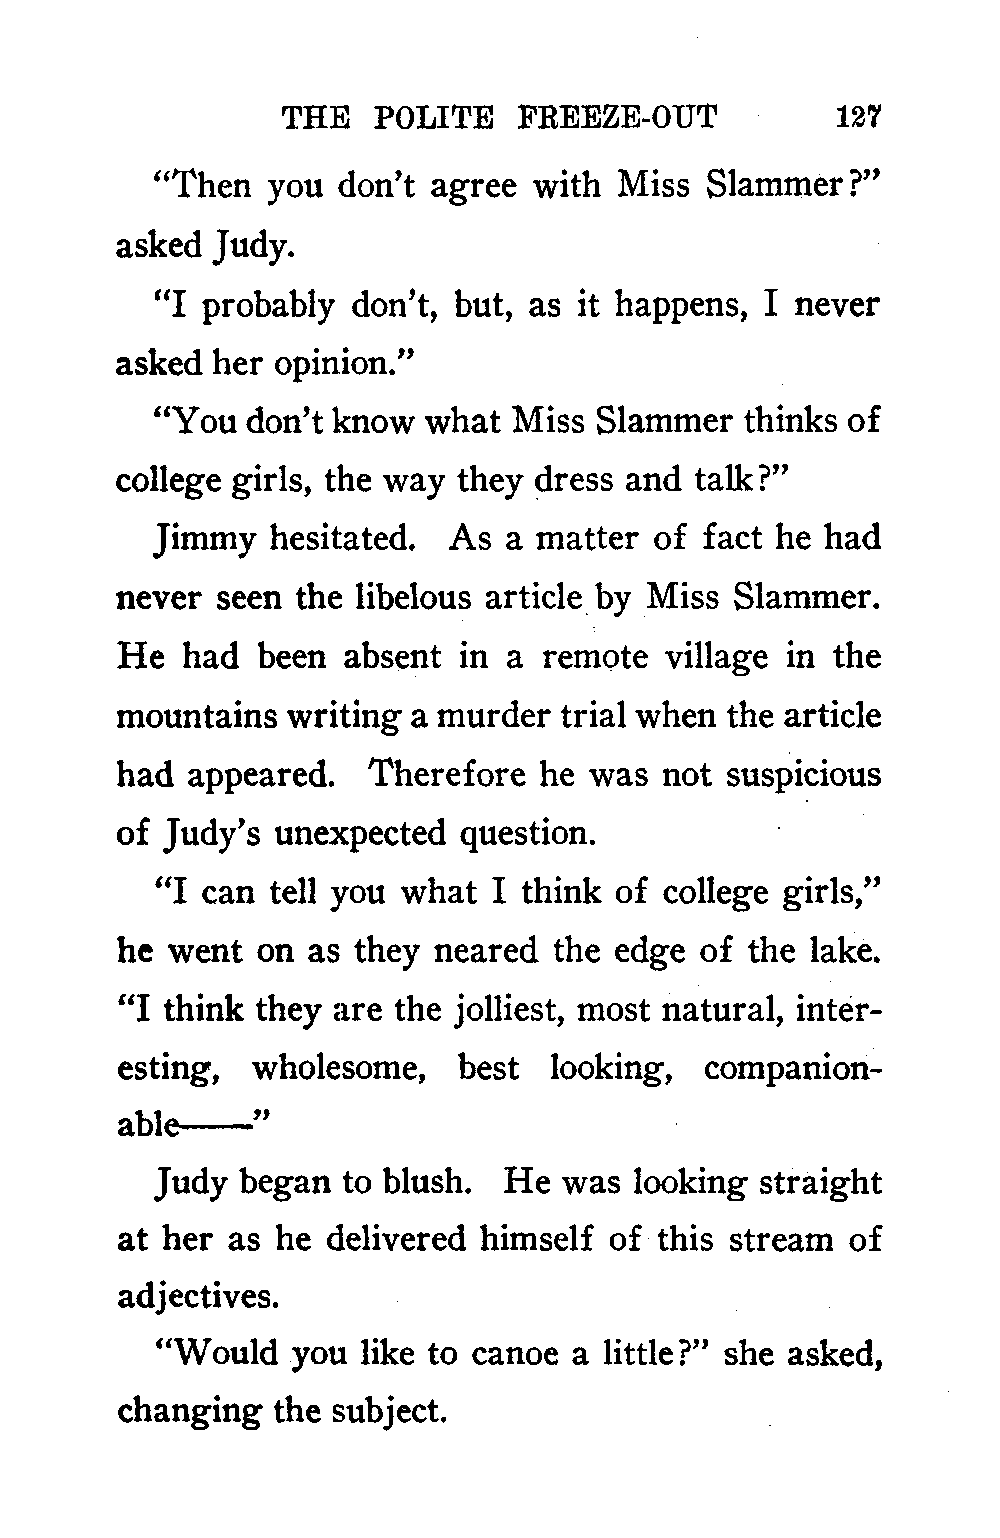 THE POLITE FREEZE-OUT 127
“Then you don’t agree with Miss Slammer?”
asked Judy.
“I probably don’t, but, as it happens, I never
asked her opinion.”
“You don’t know what Miss Slammer thinks of
college girls, the way they dress and talk?”
Jimmy hesitated. As a matter of fact he had
never seen the libelous article by Miss Slammer.
He had been absent in a remote village in the
mountains writing a murder trial when the article
had appeared. Therefore he was not suspicious
of Judy’s unexpected question.
“I can tell you what I think of college girls,”
he went on as they neared the edge of the lake.
“I think they are the jolliest, most natural, inter-
esting, wholesome, best looking, companion-
able——”
Judy began to blush. He was looking straight
at her as he delivered himself of this stream of
adjectives.
“Would you like to canoe a little?” she asked,
changing the subject.